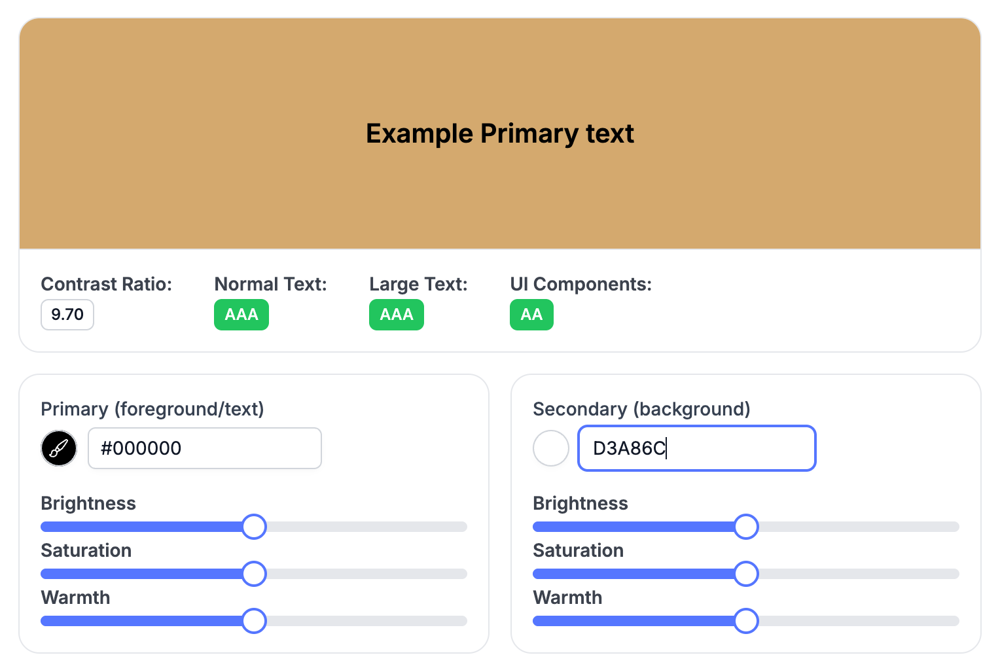 Example Primary text
Contrast Ratio: Normal Text: Large Text: UI Components:
9.70 AAA AAA AA
Primary (foreground/text)
#000000
Brightness
Saturation
Warmth
Secondary (background)
D3A86C
Brightness
Saturation
Warmth